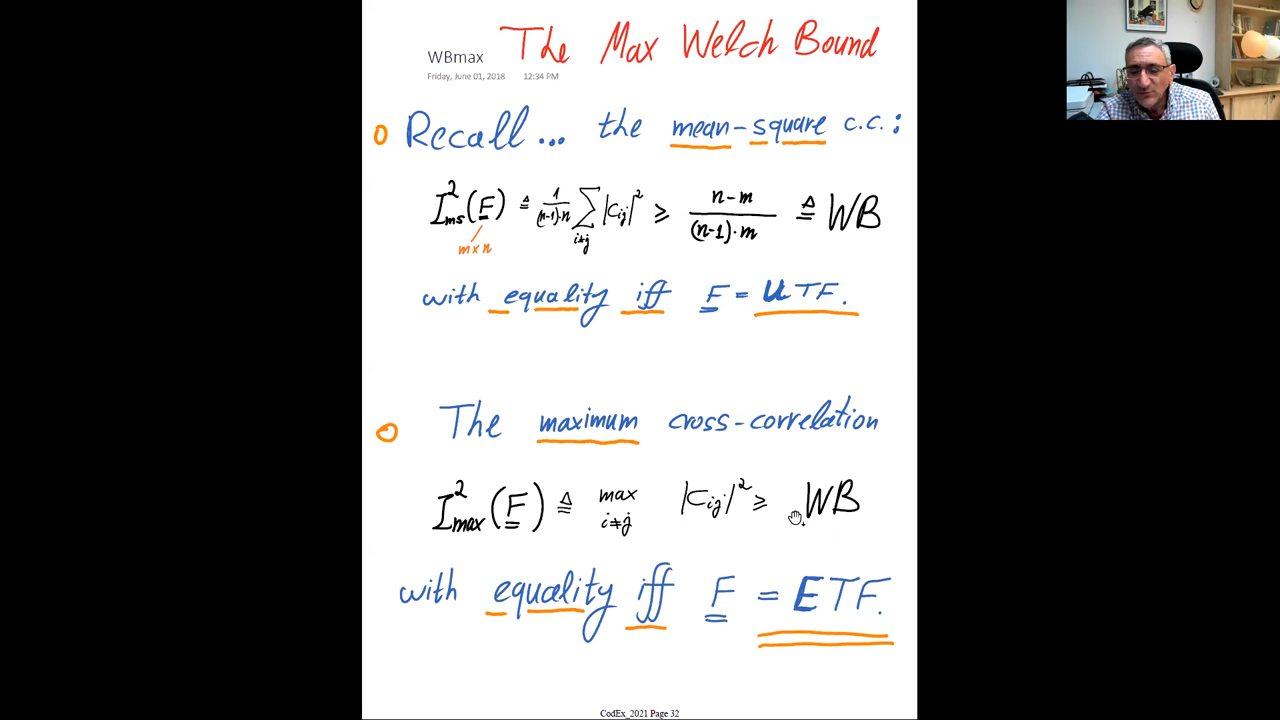 The Max Welch Bound
WBmax
Friday, June 01, 2018 12:34 PM
Recall... the mean-square c.c.:
I²ms(F) ≜ 1/((n-1)·n) Σ i≠j |Cij|² ≥ (n-m)/((n-1)·m) ≜ WB
m×n
with equality iff F = UTF.
The maximum cross-correlation
I²max(F) ≜ max i≠j |Cij|² ≥ WB
with equality iff F = ETF.
CodEx_2021 Page 32